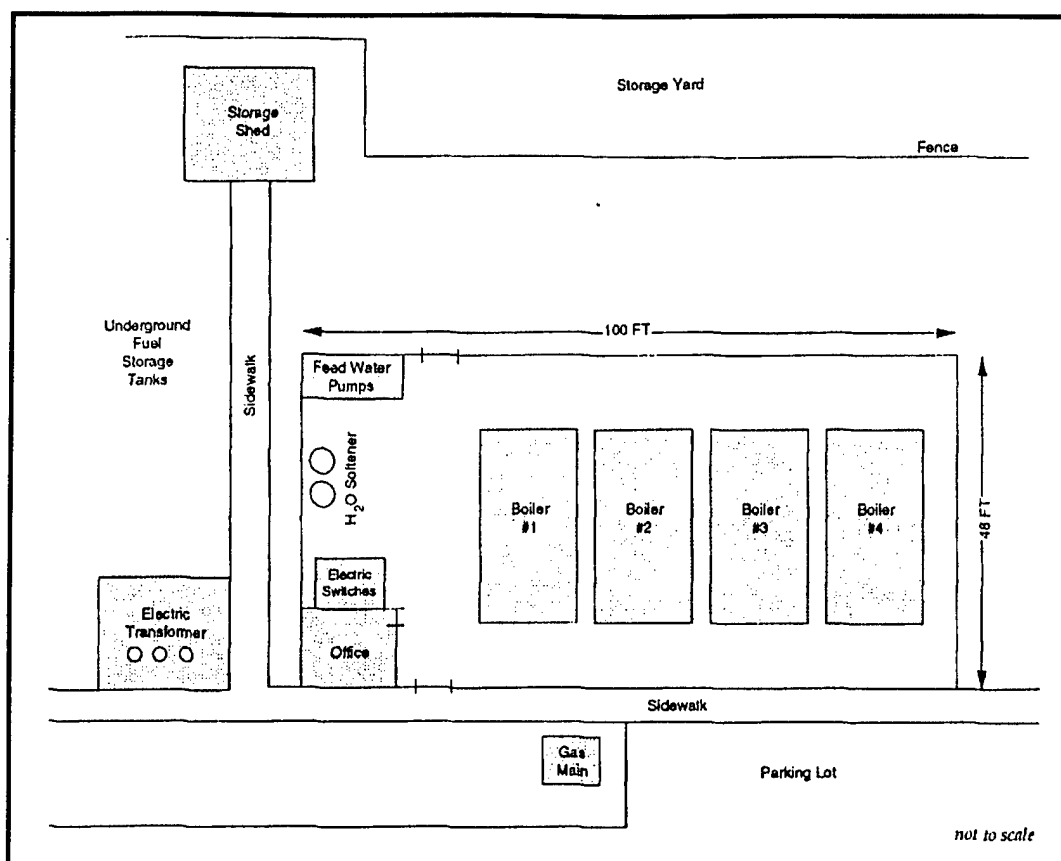 Storage Yard
Storage
Shed
Fence
100 FT
Underground
Fuel
Storage
Tanks
Sidewalk
Feed Water
Pumps
H₂O Softener
48 FT
Boiler
#1
Boiler
#2
Boiler
#3
Boiler
#4
Electric
Switches
Electric
Transformer
Office
Sidewalk
Gas
Main
Parking Lot
not to scale